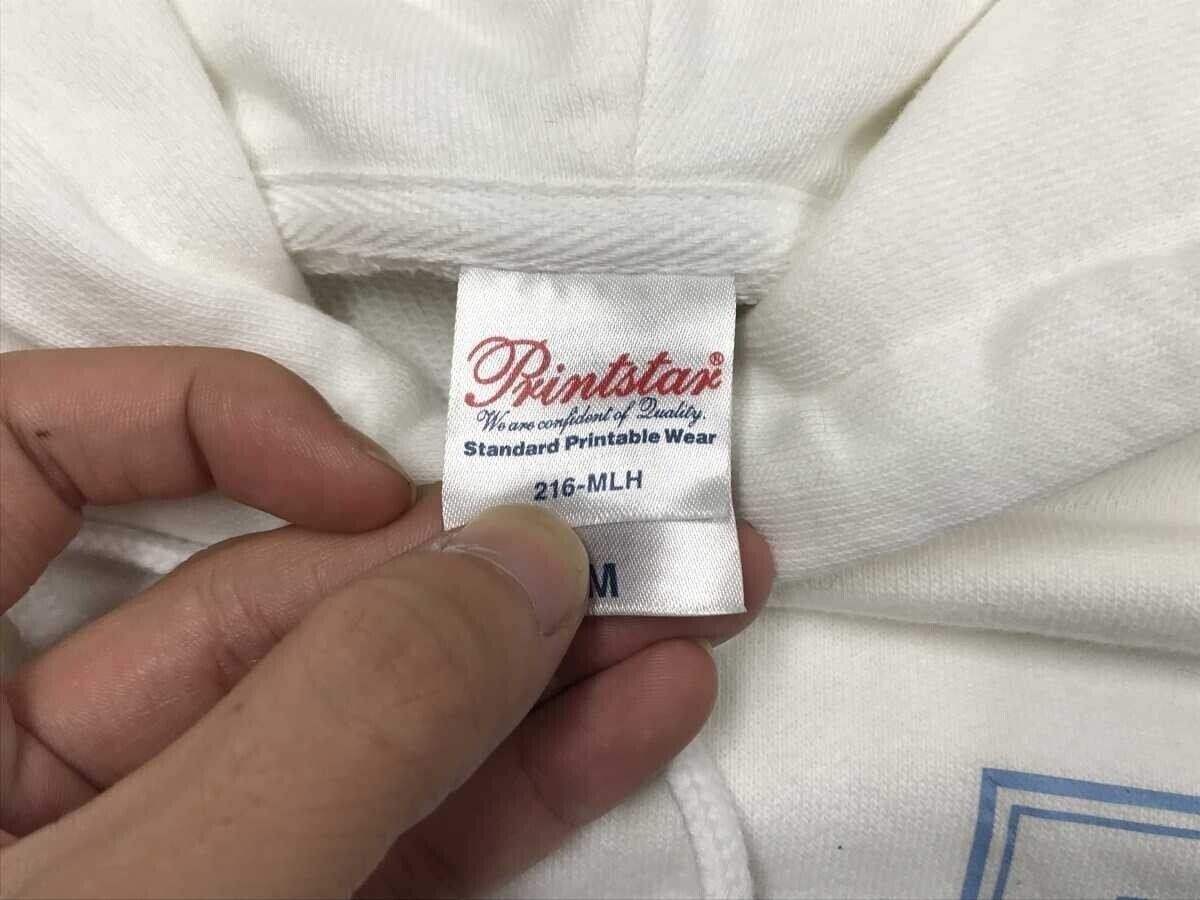 Printstar®
We are confident of Quality.
Standard Printable Wear
216-MLH
M